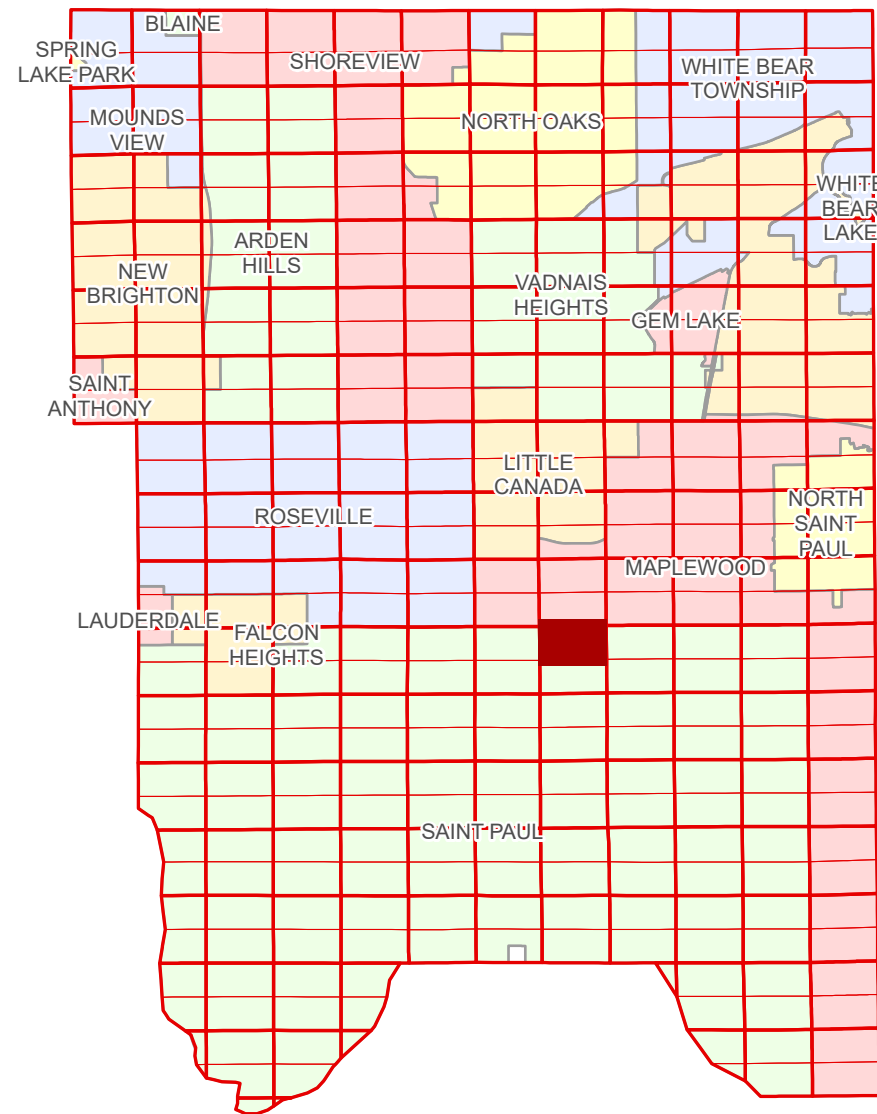 BLAINE
SPRING
LAKE PARK
SHOREVIEW
WHITE BEAR
TOWNSHIP
MOUNDS
VIEW
NORTH OAKS
WHITE
BEAR
LAKE
ARDEN
HILLS
NEW
BRIGHTON
VADNAIS
HEIGHTS
GEM LAKE
SAINT
ANTHONY
LITTLE
CANADA
ROSEVILLE
NORTH
SAINT
PAUL
MAPLEWOOD
LAUDERDALE
FALCON
HEIGHTS
SAINT PAUL